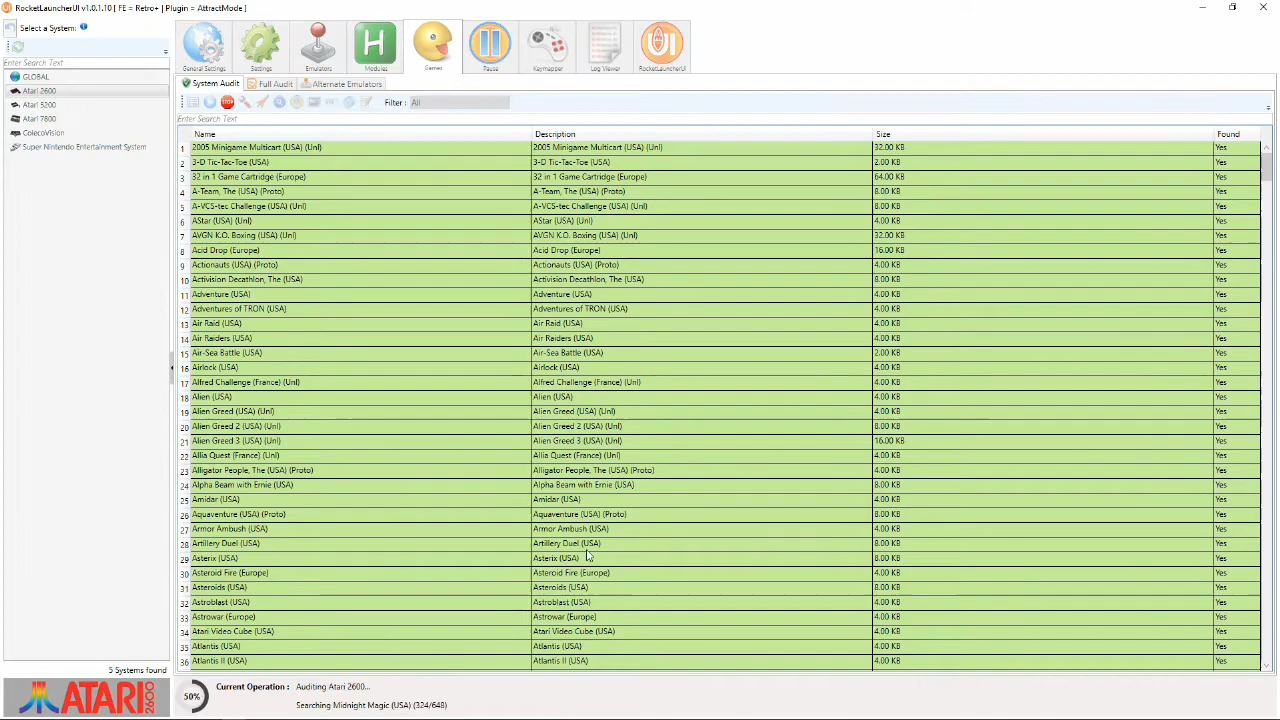 RocketLauncherUI v1.0.1.10 [ FE = Retro+ | Plugin = AttractMode ]
Select a System:
Enter Search Text
GLOBAL
Atari 2600
Atari 5200
Atari 7800
ColecoVision
Super Nintendo Entertainment System
5 Systems found
ATARI 2600
General Settings Settings Emulators Modules Games Pause Keymapper Log Viewer RocketLauncherUI
System Audit Full Audit Alternate Emulators
STOP Filter : All
Enter Search Text
Name Description Size Found
1 2005 Minigame Multicart (USA) (Unl) 2005 Minigame Multicart (USA) (Unl) 32.00 KB Yes
2 3-D Tic-Tac-Toe (USA) 3-D Tic-Tac-Toe (USA) 2.00 KB Yes
3 32 in 1 Game Cartridge (Europe) 32 in 1 Game Cartridge (Europe) 64.00 KB Yes
4 A-Team, The (USA) (Proto) A-Team, The (USA) (Proto) 8.00 KB Yes
5 A-VCS-tec Challenge (USA) (Unl) A-VCS-tec Challenge (USA) (Unl) 8.00 KB Yes
6 AStar (USA) (Unl) AStar (USA) (Unl) 4.00 KB Yes
7 AVGN K.O. Boxing (USA) (Unl) AVGN K.O. Boxing (USA) (Unl) 32.00 KB Yes
8 Acid Drop (Europe) Acid Drop (Europe) 16.00 KB Yes
9 Actionauts (USA) (Proto) Actionauts (USA) (Proto) 4.00 KB Yes
10 Activision Decathlon, The (USA) Activision Decathlon, The (USA) 8.00 KB Yes
11 Adventure (USA) Adventure (USA) 4.00 KB Yes
12 Adventures of TRON (USA) Adventures of TRON (USA) 4.00 KB Yes
13 Air Raid (USA) Air Raid (USA) 4.00 KB Yes
14 Air Raiders (USA) Air Raiders (USA) 4.00 KB Yes
15 Air-Sea Battle (USA) Air-Sea Battle (USA) 2.00 KB Yes
16 Airlock (USA) Airlock (USA) 4.00 KB Yes
17 Alfred Challenge (France) (Unl) Alfred Challenge (France) (Unl) 4.00 KB Yes
18 Alien (USA) Alien (USA) 4.00 KB Yes
19 Alien Greed (USA) (Unl) Alien Greed (USA) (Unl) 4.00 KB Yes
20 Alien Greed 2 (USA) (Unl) Alien Greed 2 (USA) (Unl) 8.00 KB Yes
21 Alien Greed 3 (USA) (Unl) Alien Greed 3 (USA) (Unl) 16.00 KB Yes
22 Allia Quest (France) (Unl) Allia Quest (France) (Unl) 4.00 KB Yes
23 Alligator People, The (USA) (Proto) Alligator People, The (USA) (Proto) 4.00 KB Yes
24 Alpha Beam with Ernie (USA) Alpha Beam with Ernie (USA) 8.00 KB Yes
25 Amidar (USA) Amidar (USA) 4.00 KB Yes
26 Aquaventure (USA) (Proto) Aquaventure (USA) (Proto) 8.00 KB Yes
27 Armor Ambush (USA) Armor Ambush (USA) 4.00 KB Yes
28 Artillery Duel (USA) Artillery Duel (USA) 8.00 KB Yes
29 Asterix (USA) Asterix (USA) 8.00 KB Yes
30 Asteroid Fire (Europe) Asteroid Fire (Europe) 4.00 KB Yes
31 Asteroids (USA) Asteroids (USA) 8.00 KB Yes
32 Astroblast (USA) Astroblast (USA) 4.00 KB Yes
33 Astrowar (Europe) Astrowar (Europe) 4.00 KB Yes
34 Atari Video Cube (USA) Atari Video Cube (USA) 4.00 KB Yes
35 Atlantis (USA) Atlantis (USA) 4.00 KB Yes
36 Atlantis II (USA) Atlantis II (USA) 4.00 KB Yes
50% Current Operation : Auditing Atari 2600...
Searching Midnight Magic (USA) (324/648)